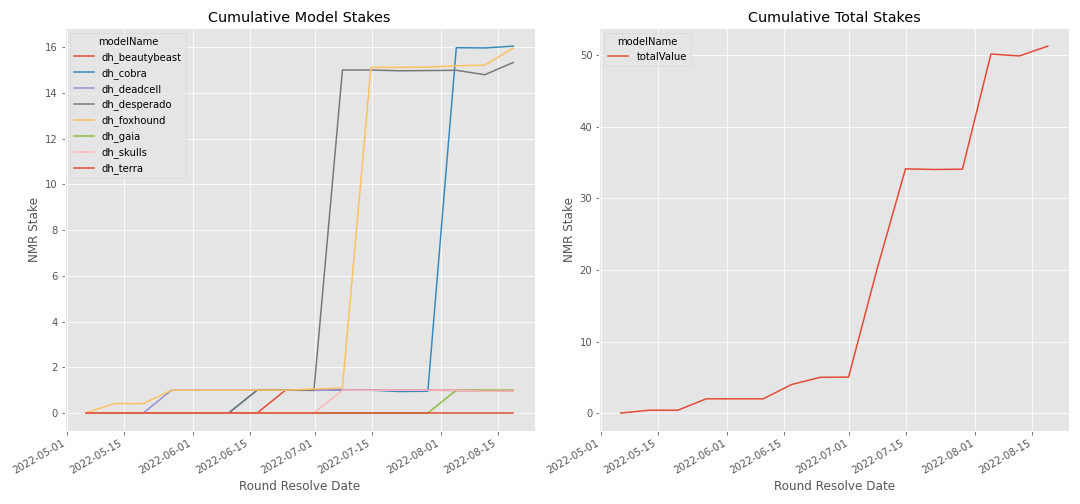 Cumulative Model Stakes
modelName
dh_beautybeast
dh_cobra
dh_deadcell
dh_desperado
dh_foxhound
dh_gaia
dh_skulls
dh_terra
NMR Stake
16
14
12
10
8
6
4
2
0
2022-05-01
2022-05-15
2022-06-01
2022-06-15
2022-07-01
2022-07-15
2022-08-01
2022-08-15
Round Resolve Date
Cumulative Total Stakes
modelName
totalValue
NMR Stake
50
40
30
20
10
0
2022-05-01
2022-05-15
2022-06-01
2022-06-15
2022-07-01
2022-07-15
2022-08-01
2022-08-15
Round Resolve Date